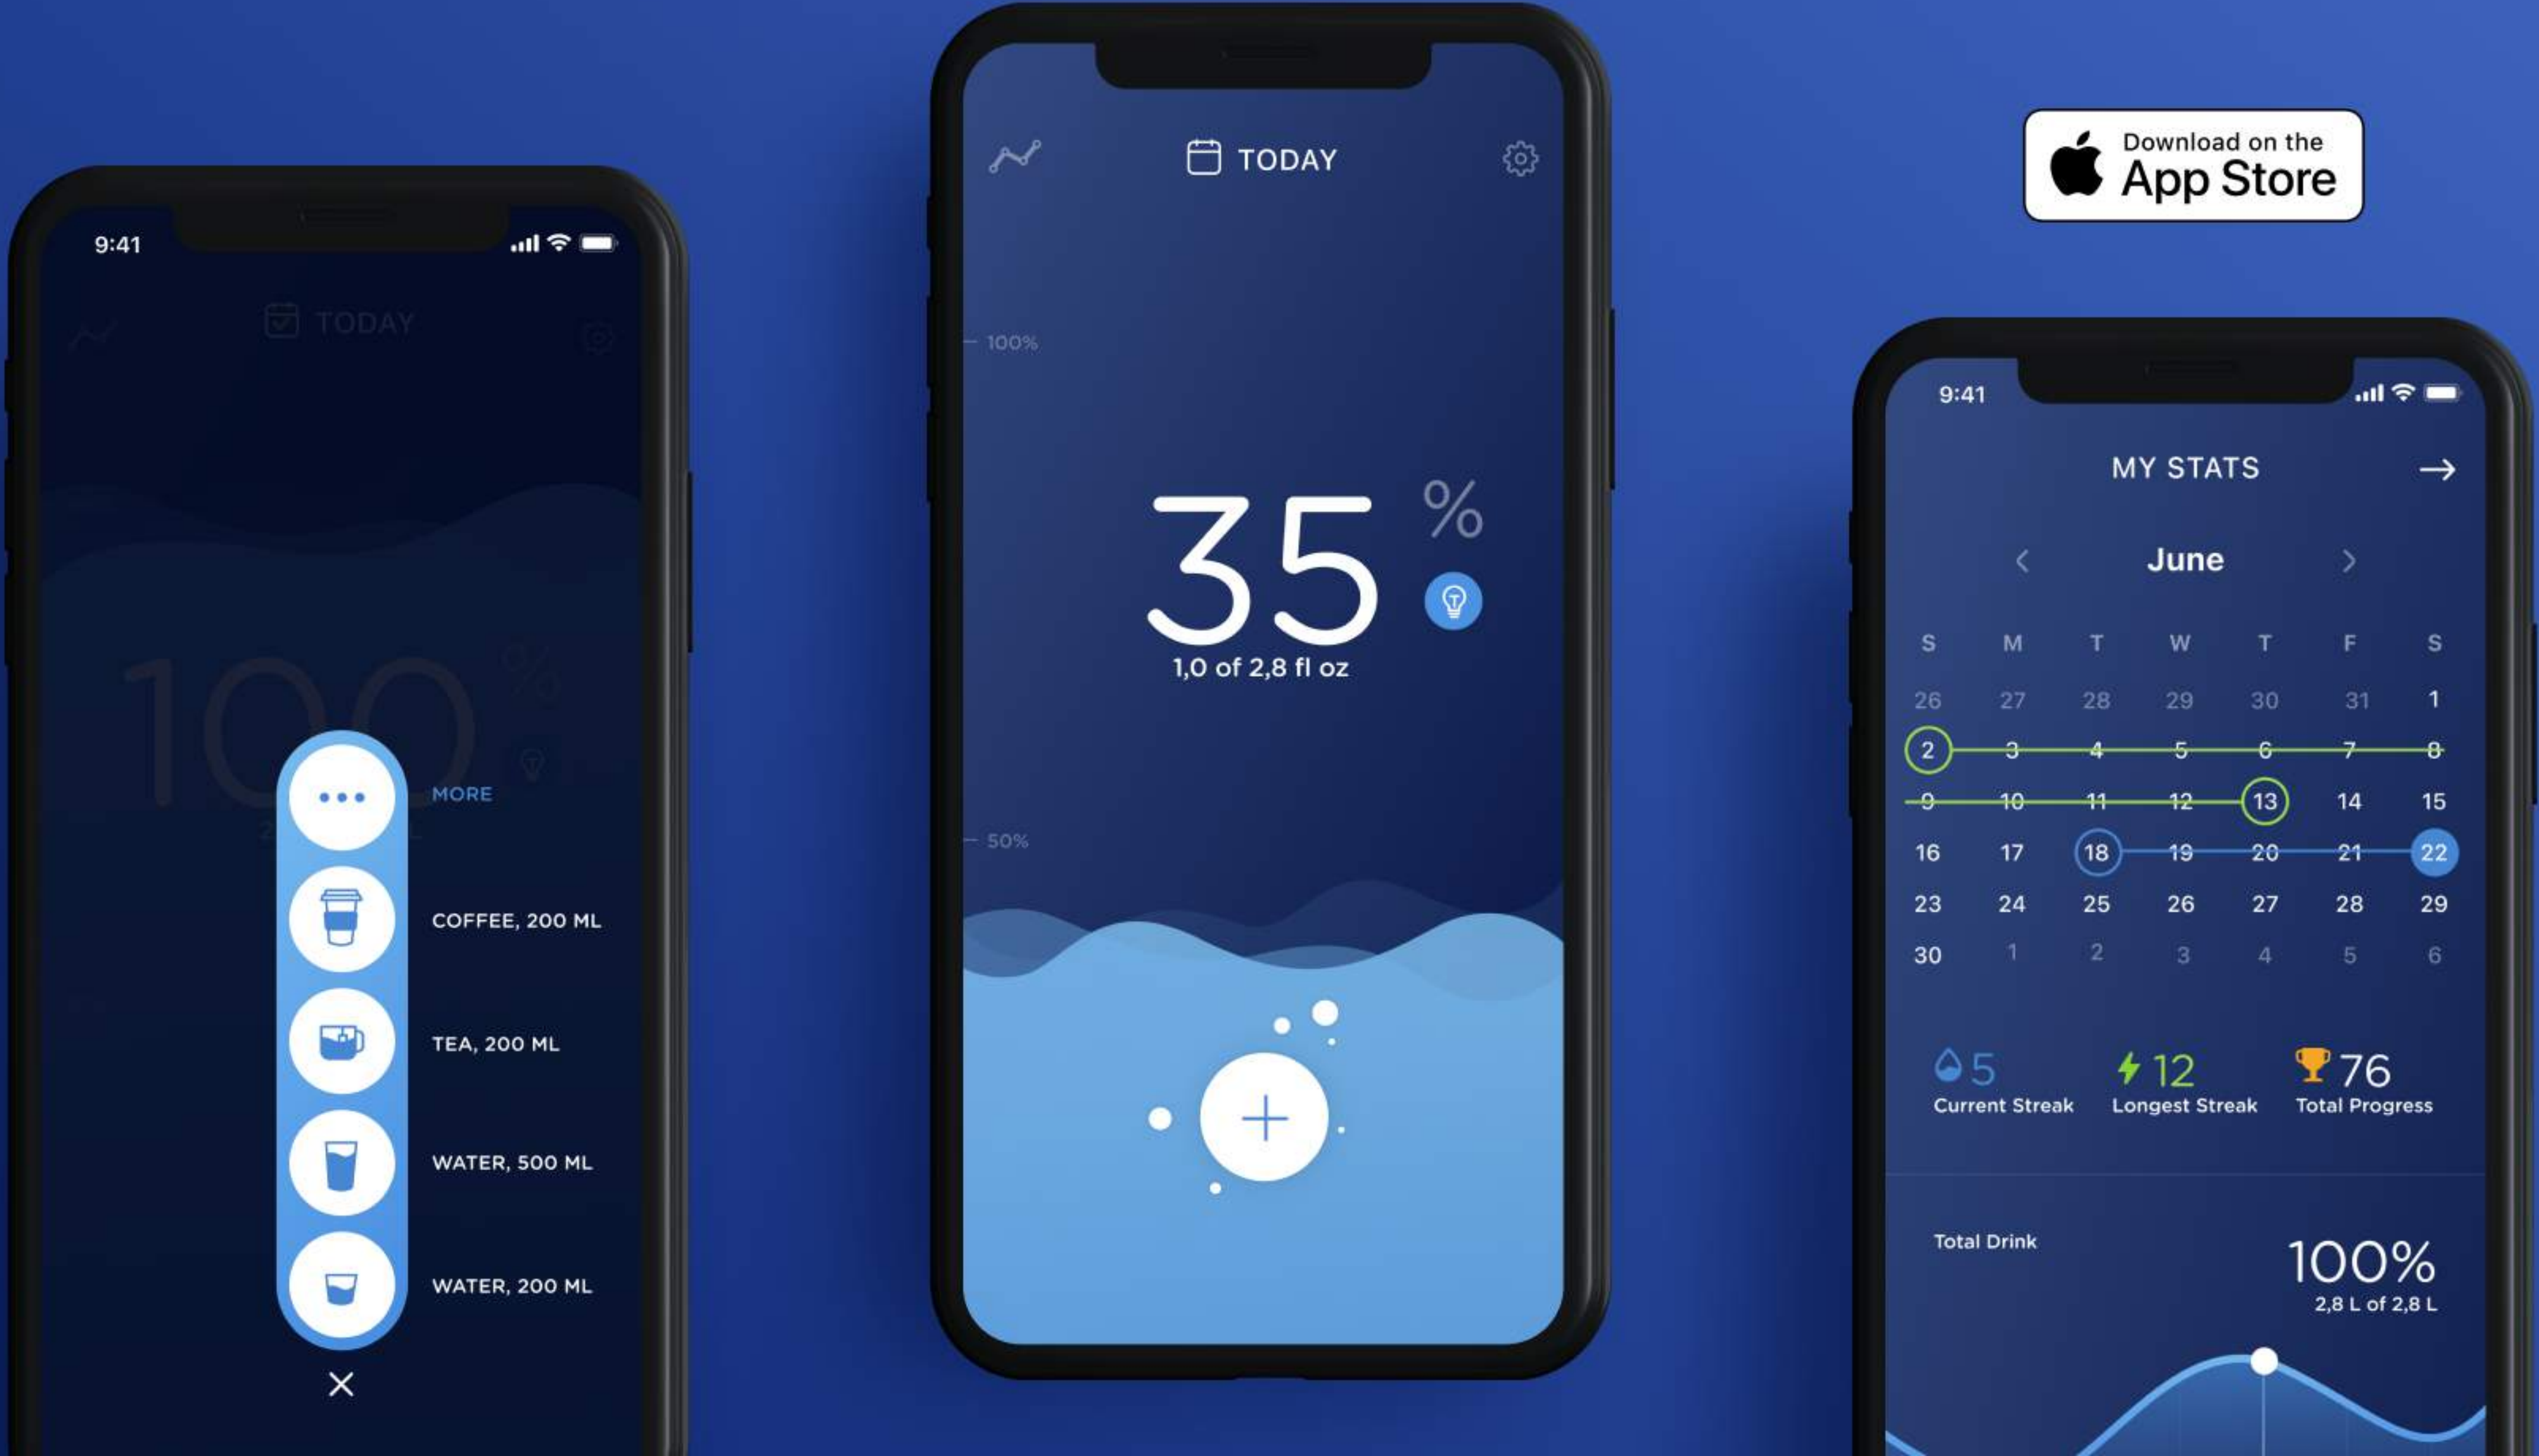 9:41
TODAY
100
%
MORE
COFFEE, 200 ML
TEA, 200 ML
WATER, 500 ML
WATER, 200 ML
TODAY
100%
35 %
1,0 of 2,8 fl oz
50%
Download on the
App Store
9:41
MY STATS
June
S M T W T F S
26 27 28 29 30 31 1
2 3 4 5 6 7 8
9 10 11 12 13 14 15
16 17 18 19 20 21 22
23 24 25 26 27 28 29
30 1 2 3 4 5 6
5 12 76
Current Streak Longest Streak Total Progress
Total Drink
100%
2,8 L of 2,8 L